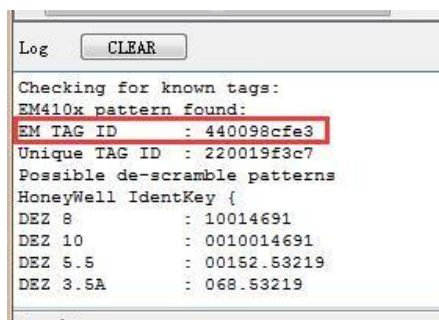 Log CLEAR
Checking for known tags:
EM410x pattern found:
EM TAG ID : 440098cfe3
Unique TAG ID : 220019f3c7
Possible de-scramble patterns
HoneyWell IdentKey {
DEZ 8 : 10014691
DEZ 10 : 0010014691
DEZ 5.5 : 00152.53219
DEZ 3.5A : 068.53219